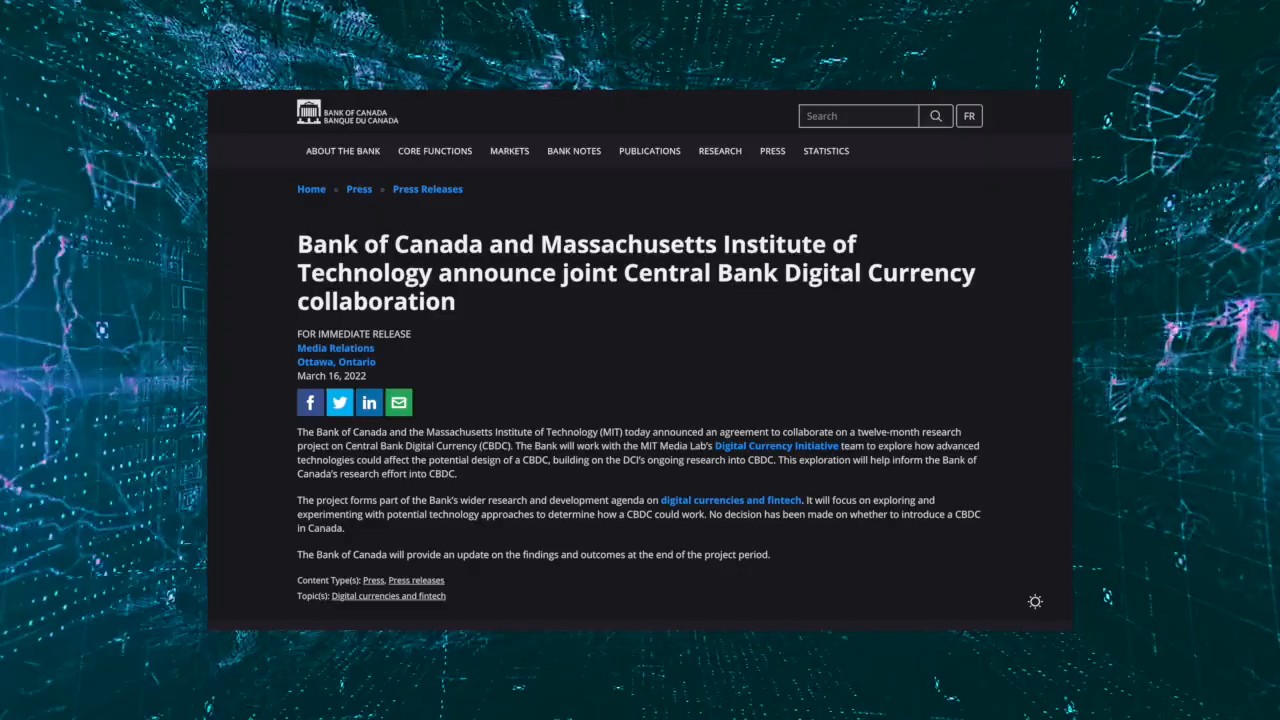 BANK OF CANADA
BANQUE DU CANADA
Search
FR
ABOUT THE BANK CORE FUNCTIONS MARKETS BANK NOTES PUBLICATIONS RESEARCH PRESS STATISTICS
Home » Press » Press Releases
Bank of Canada and Massachusetts Institute of
Technology announce joint Central Bank Digital Currency
collaboration
FOR IMMEDIATE RELEASE
Media Relations
Ottawa, Ontario
March 16, 2022
The Bank of Canada and the Massachusetts Institute of Technology (MIT) today announced an agreement to collaborate on a twelve-month research
project on Central Bank Digital Currency (CBDC). The Bank will work with the MIT Media Lab's Digital Currency Initiative team to explore how advanced
technologies could affect the potential design of a CBDC, building on the DCI's ongoing research into CBDC. This exploration will help inform the Bank of
Canada's research effort into CBDC.
The project forms part of the Bank's wider research and development agenda on digital currencies and fintech. It will focus on exploring and
experimenting with potential technology approaches to determine how a CBDC could work. No decision has been made on whether to introduce a CBDC
in Canada.
The Bank of Canada will provide an update on the findings and outcomes at the end of the project period.
Content Type(s): Press, Press releases
Topic(s): Digital currencies and fintech